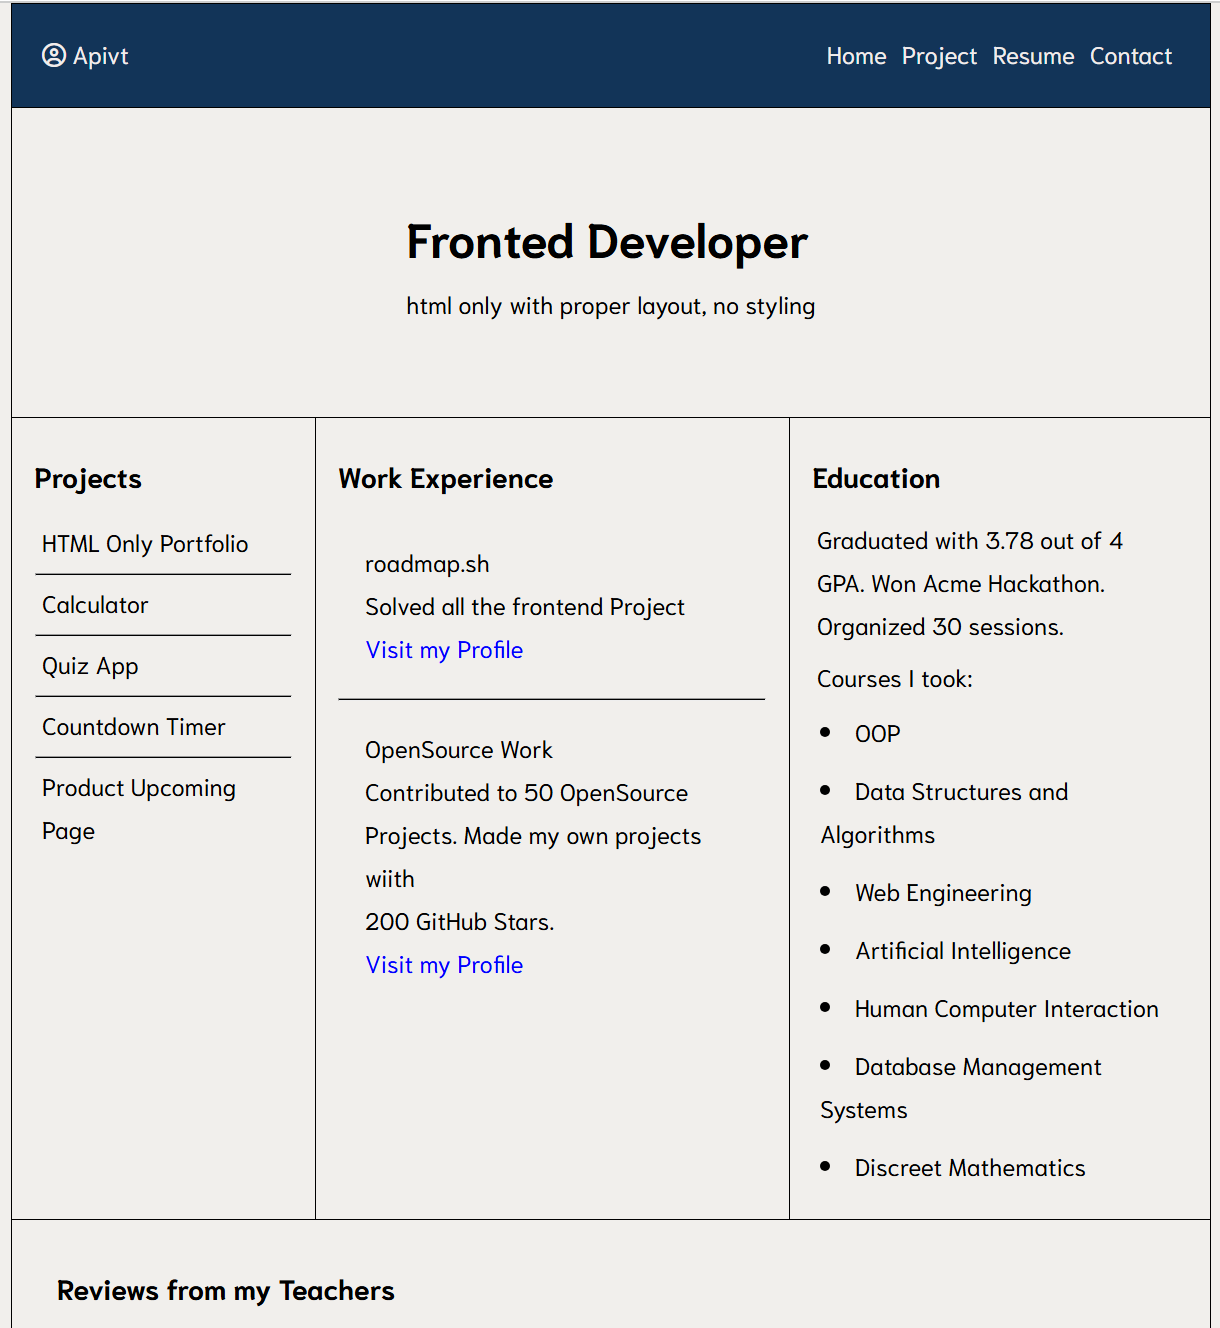 Apivt
Home Project Resume Contact
Fronted Developer
html only with proper layout, no styling
Projects
HTML Only Portfolio
Calculator
Quiz App
Countdown Timer
Product Upcoming
Page
Work Experience
roadmap.sh
Solved all the frontend Project
Visit my Profile
OpenSource Work
Contributed to 50 OpenSource
Projects. Made my own projects
wiith
200 GitHub Stars.
Visit my Profile
Education
Graduated with 3.78 out of 4
GPA. Won Acme Hackathon.
Organized 30 sessions.
Courses I took:
• OOP
• Data Structures and
Algorithms
• Web Engineering
• Artificial Intelligence
• Human Computer Interaction
• Database Management
Systems
• Discreet Mathematics
Reviews from my Teachers